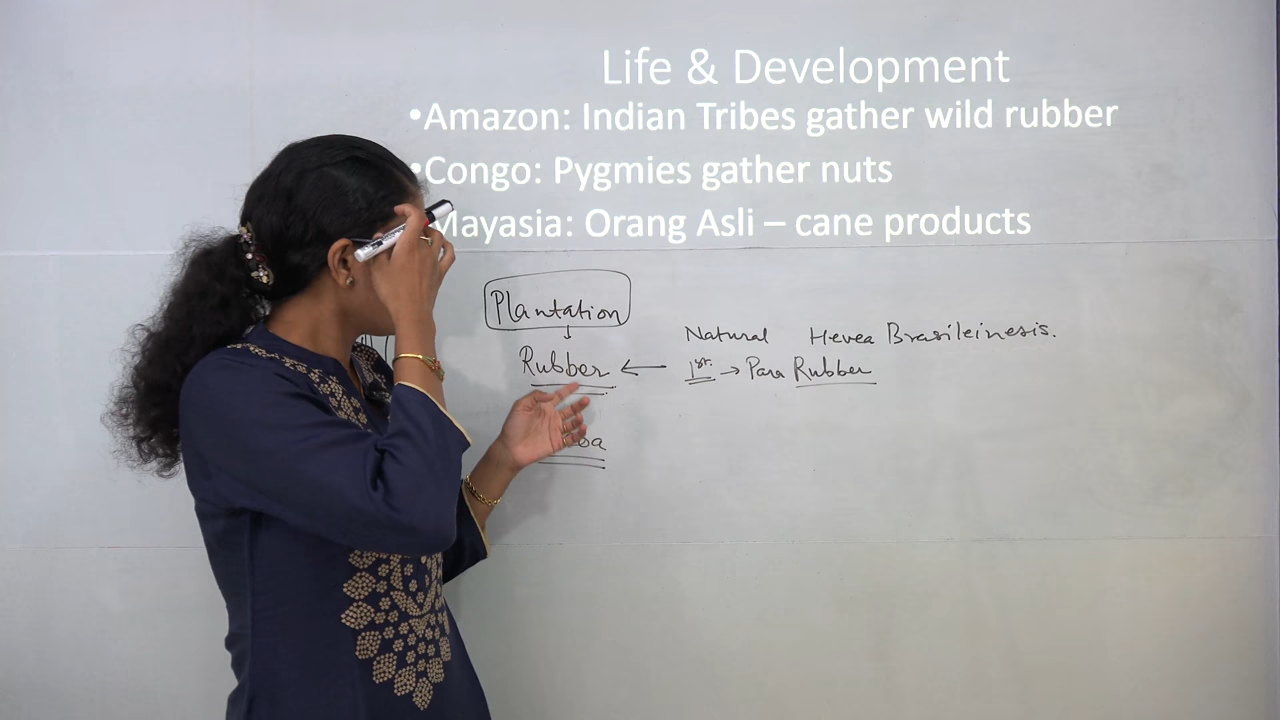 Life & Development
•Amazon: Indian Tribes gather wild rubber
•Congo: Pygmies gather nuts
Mayasia: Orang Asli – cane products
Plantation
↓
Natural Hevea Brasileinesis.
Rubber ← 1st. → Para Rubber